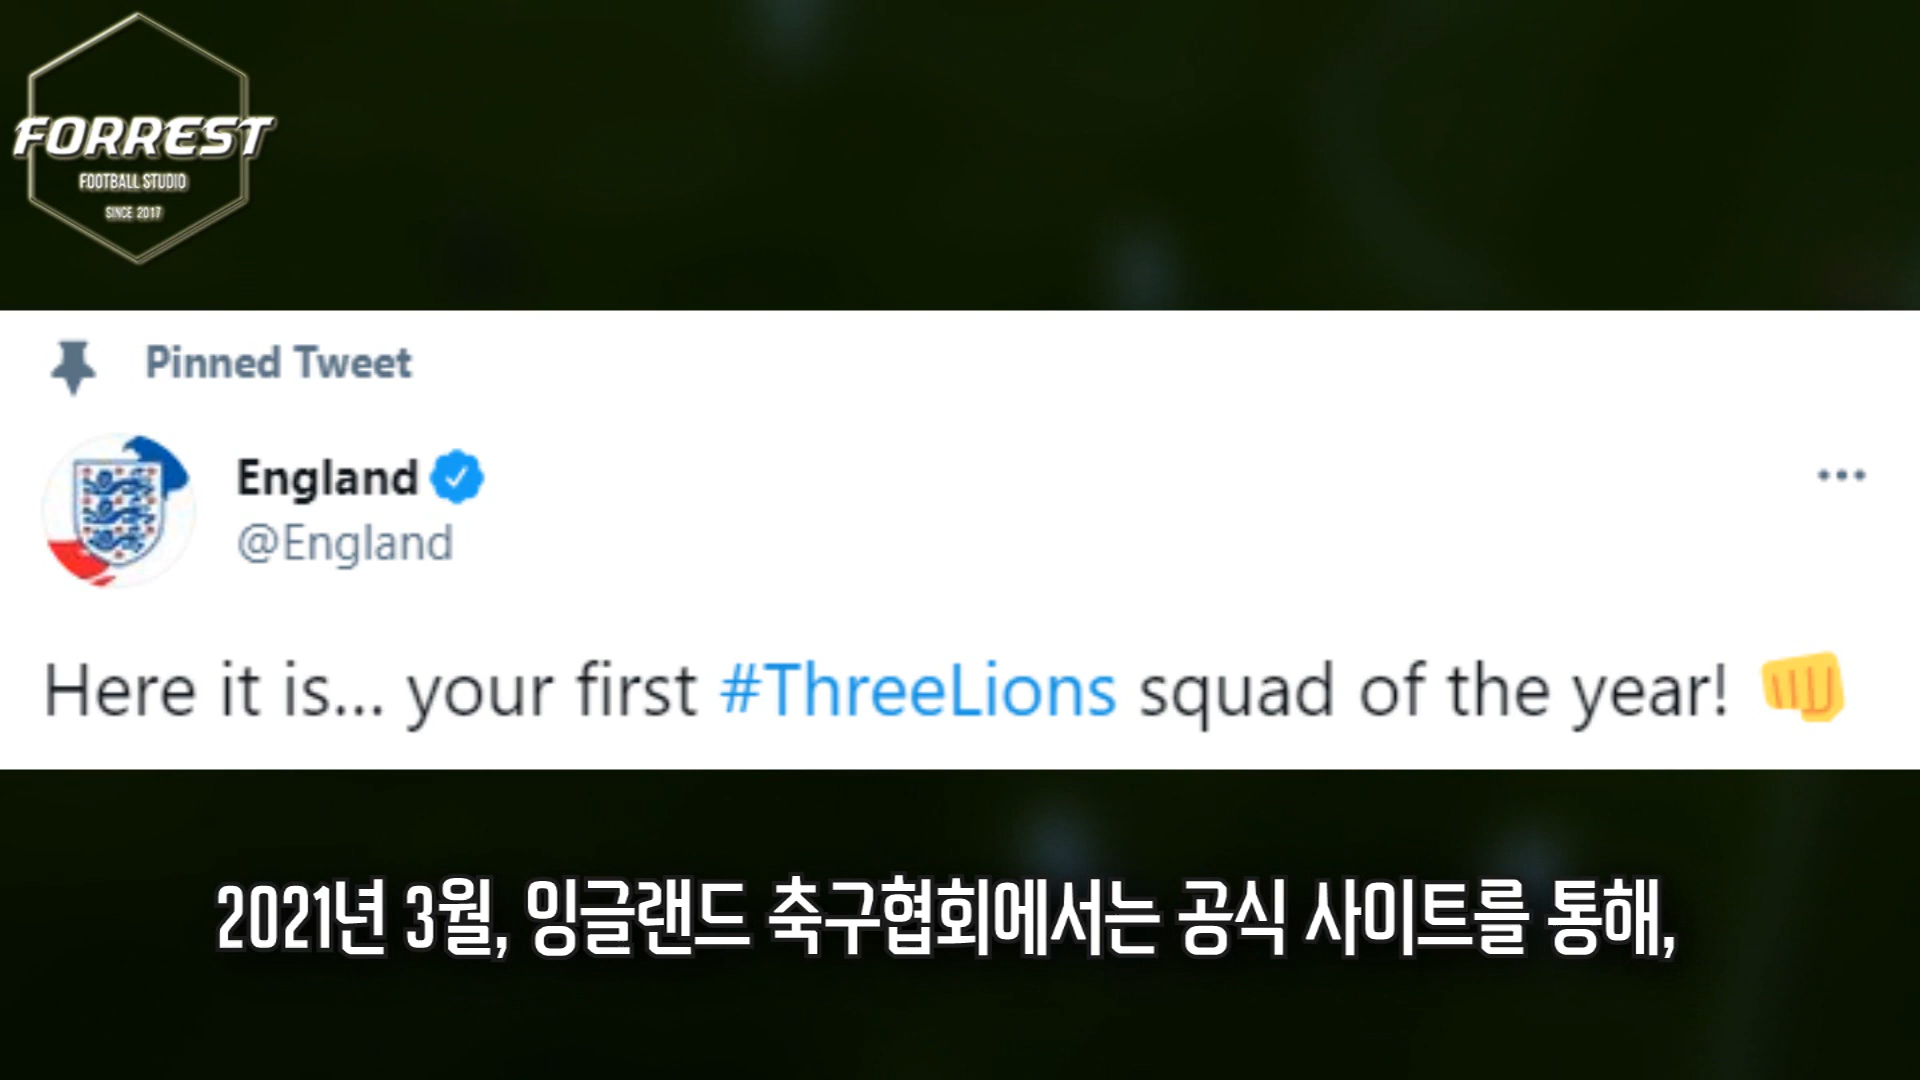 FORREST
FOOTBALL STUDIO
SINCE 2017
Pinned Tweet
England
@England
Here it is... your first #ThreeLions squad of the year! 👊
2021년 3월, 잉글랜드 축구협회에서는 공식 사이트를 통해,